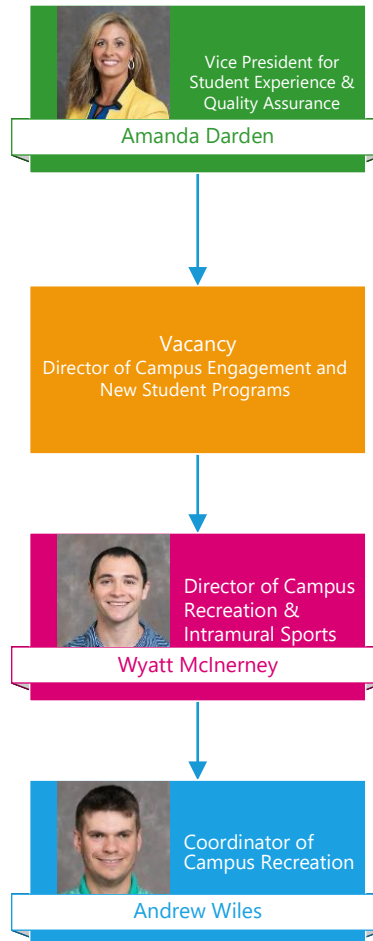 Vice President for
Student Experience &
Quality Assurance
Amanda Darden
Vacancy
Director of Campus Engagement and
New Student Programs
Director of Campus
Recreation &
Intramural Sports
Wyatt McInerney
Coordinator of
Campus Recreation
Andrew Wiles